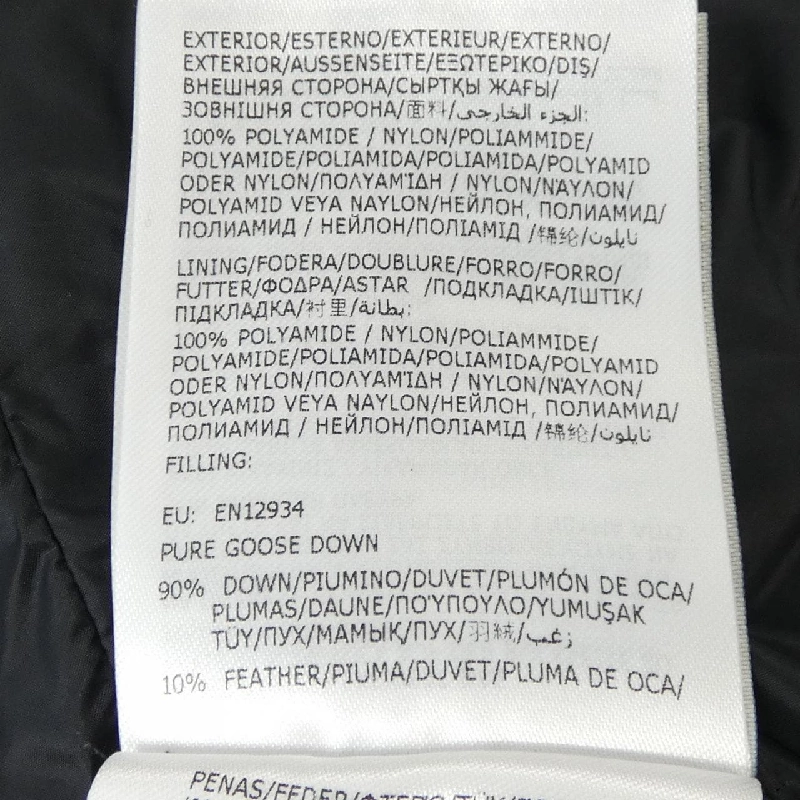 EXTERIOR/ESTERNO/EXTERIEUR/EXTERNO/
EXTERIOR/AUSSENSEITE/ΕΞΩΤΕΡΙΚΟ/DIŞ/
ВНЕШНЯЯ СТОРОНА/СЫРТҚЫ ЖАҒЫ/
ЗОВНІШНЯ СТОРОНА/面料/الجزء الخارجي:
100% POLYAMIDE / NYLON/POLIAMMIDE/
POLYAMIDE/POLIAMIDA/POLIAMIDA/POLYAMID
ODER NYLON/ΠΟΛΥΑΜΊΔΗ / NYLON/ΝΆΥΛΟΝ/
POLYAMID VEYA NAYLON/НЕЙЛОН, ПОЛИАМИД/
ПОЛИАМИД / НЕЙЛОН/ПОЛІАМІД /锦纶/نايلون
LINING/FODERA/DOUBLURE/FORRO/FORRO/
FUTTER/ΦΟΔΡΑ/ASTAR /ПОДКЛАДКА/ІШТІК/
ПІДКЛАДКА/衬里/بطانة:
100% POLYAMIDE / NYLON/POLIAMMIDE/
POLYAMIDE/POLIAMIDA/POLIAMIDA/POLYAMID
ODER NYLON/ΠΟΛΥΑΜΊΔΗ / NYLON/ΝΆΥΛΟΝ/
POLYAMID VEYA NAYLON/НЕЙЛОН, ПОЛИАМИД/
ПОЛИАМИД / НЕЙЛОН/ПОЛІАМІД /锦纶/نايلون
FILLING:
EU: EN12934
PURE GOOSE DOWN
90% DOWN/PIUMINO/DUVET/PLUMÓN DE OCA/
PLUMAS/DAUNE/ΠΟΎΠΟΥΛΟ/YUMUŞAK
TÜY/ПУХ/МАМЫҚ/ПУХ/羽绒/زغب
10% FEATHER/PIUMA/DUVET/PLUMA DE OCA/
PENAS/FEDER/